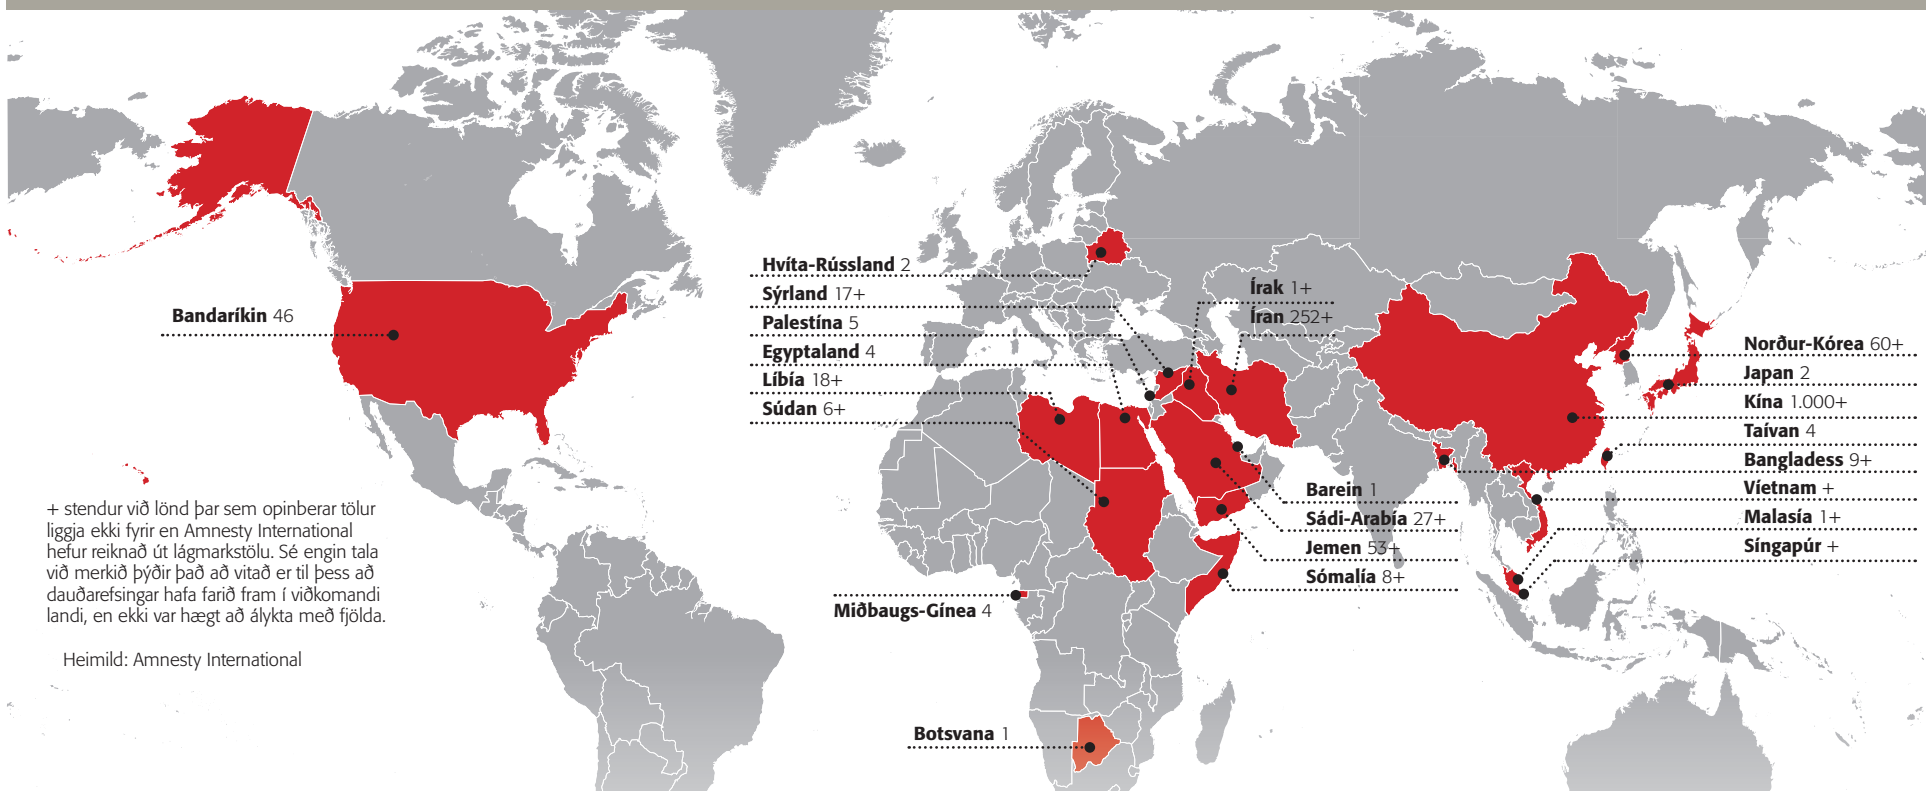 Bandaríkin 46
+ stendur við lönd þar sem opinberar tölur
liggja ekki fyrir en Amnesty International
hefur reiknað út lágmarkstölu. Sé engin tala
við merkið þýðir það að vitað er til þess að
dauðarefsingar hafa farið fram í viðkomandi
landi, en ekki var hægt að álykta með fjölda.
Heimild: Amnesty International
Hvíta-Rússland 2
Sýrland 17+
Palestína 5
Egyptaland 4
Líbía 18+
Súdan 6+
Miðbaugs-Gínea 4
Botsvana 1
Írak 1+
Íran 252+
Barein 1
Sádi-Arabía 27+
Jemen 53+
Sómalía 8+
Norður-Kórea 60+
Japan 2
Kína 1.000+
Taívan 4
Bangladess 9+
Víetnam +
Malasía 1+
Síngapúr +